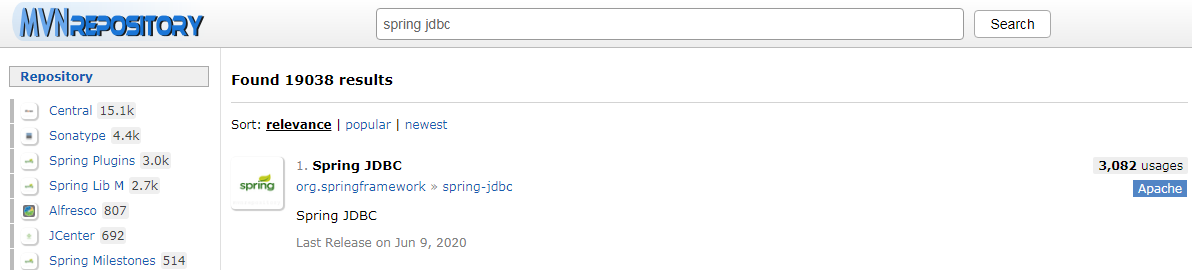 MVNREPOSITORY
spring jdbc
Search
Repository
Central 15.1k
Sonatype 4.4k
Spring Plugins 3.0k
Spring Lib M 2.7k
Alfresco 807
JCenter 692
Spring Milestones 514
Found 19038 results
Sort: relevance | popular | newest
spring
1. Spring JDBC
3,082 usages
org.springframework » spring-jdbc
Apache
Spring JDBC
Last Release on Jun 9, 2020